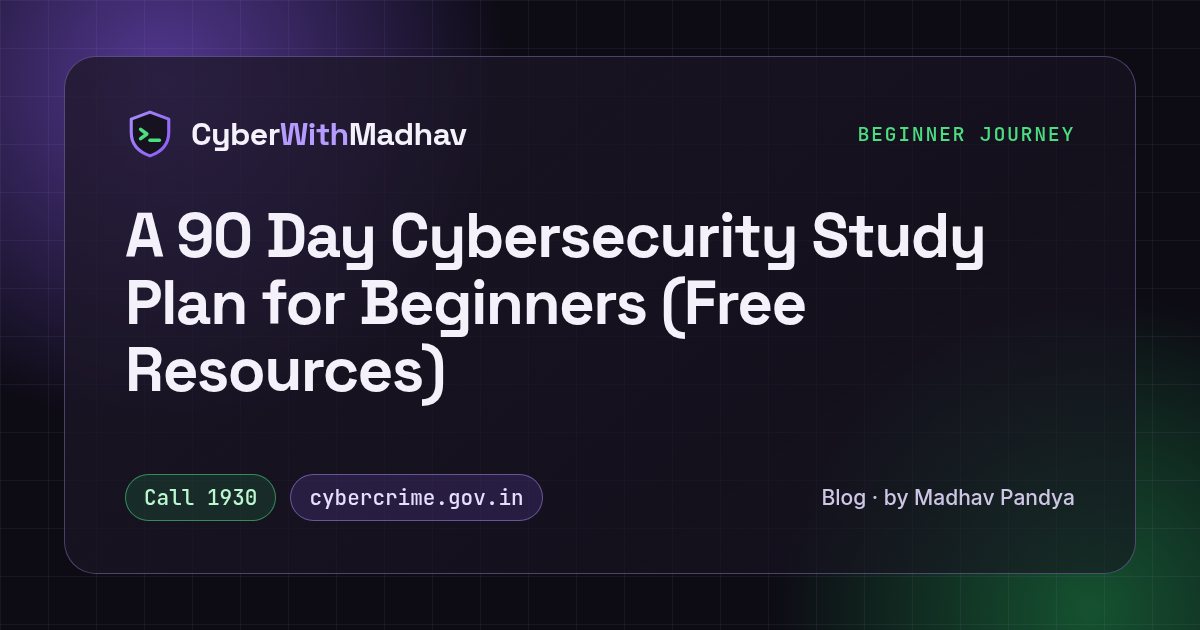 CyberWithMadhav
BEGINNER JOURNEY
A 90 Day Cybersecurity Study
Plan for Beginners (Free
Resources)
Call 1930
cybercrime.gov.in
Blog · by Madhav Pandya